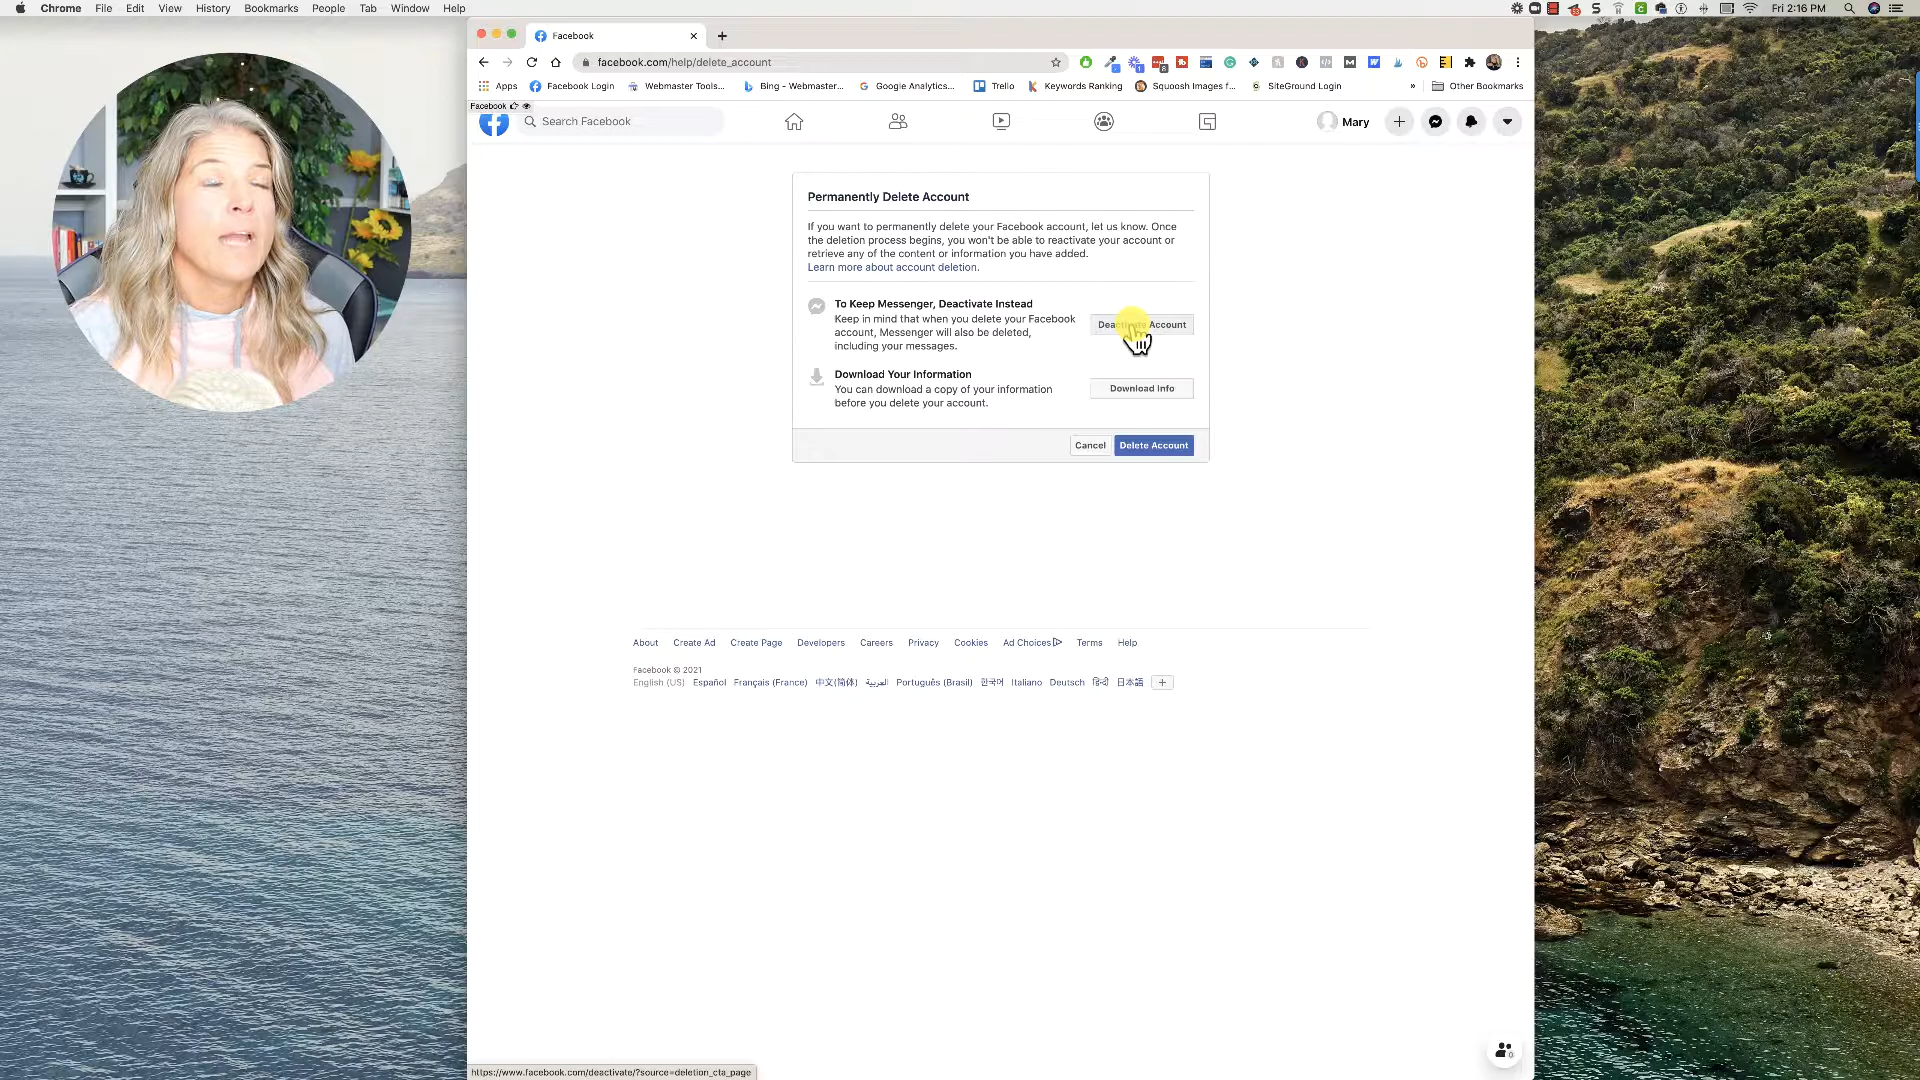 Chrome File Edit View History Bookmarks People Tab Window Help
Fri 2:16 PM
Facebook
facebook.com/help/delete_account
Apps Facebook Login Webmaster Tools... Bing - Webmaster... Google Analytics... Trello Keywords Ranking Squoosh Images f... SiteGround Login » Other Bookmarks
Facebook
Search Facebook
Mary
Permanently Delete Account
If you want to permanently delete your Facebook account, let us know. Once
the deletion process begins, you won't be able to reactivate your account or
retrieve any of the content or information you have added.
Learn more about account deletion.
To Keep Messenger, Deactivate Instead
Keep in mind that when you delete your Facebook
account, Messenger will also be deleted,
including your messages.
Deactivate Account
Download Your Information
You can download a copy of your information
before you delete your account.
Download Info
Cancel Delete Account
About Create Ad Create Page Developers Careers Privacy Cookies Ad Choices Terms Help
Facebook © 2021
English (US) Español Français (France) 中文(简体) العربية Português (Brasil) 한국어 Italiano Deutsch हिन्दी 日本語 +
https://www.facebook.com/deactivate/?source=deletion_cta_page